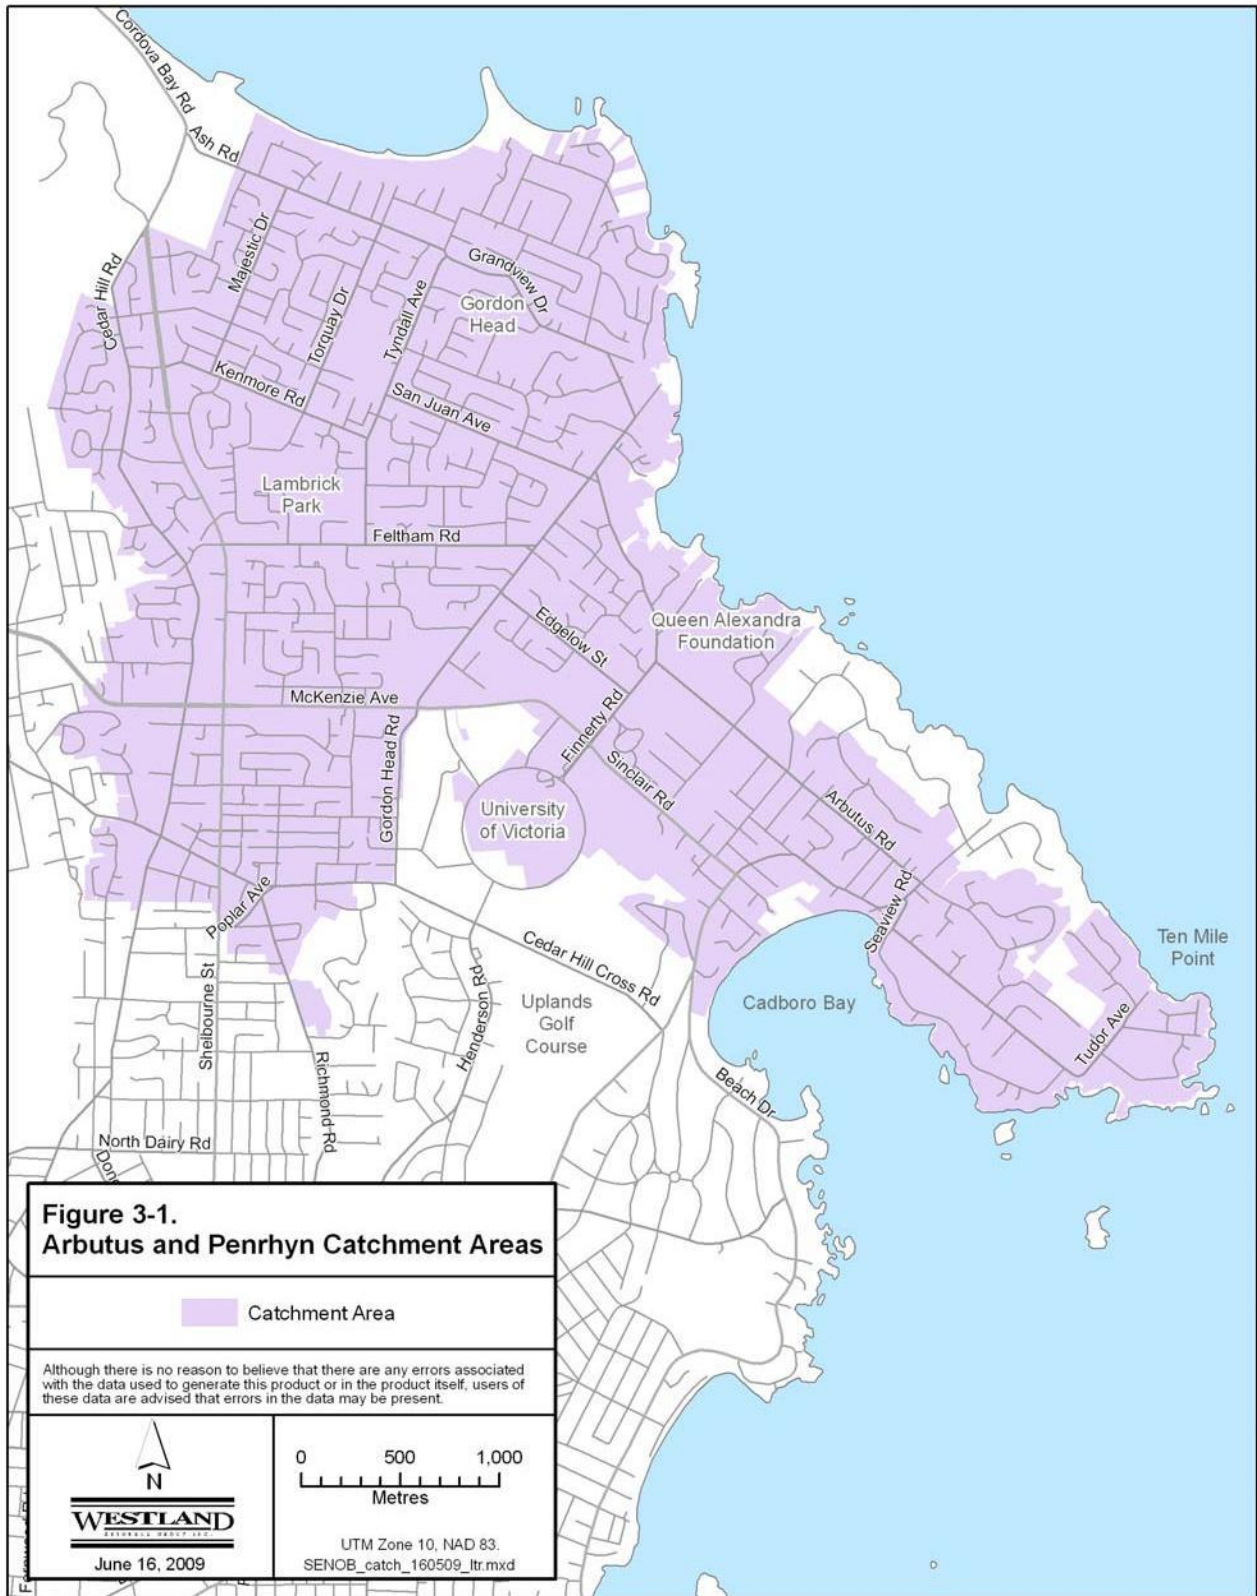 Cordova Bay Rd
Ash Rd
Majestic Dr
Cedar Hill Rd
Grandview Dr
Gordon
Head
Torquay Dr
Tyndall Ave
Kenmore Rd
San Juan Ave
Lambrick
Park
Feltham Rd
Edgelow St
Queen Alexandra
Foundation
McKenzie Ave
Finnerty Rd
Gordon Head Rd
Sinclair Rd
University
of Victoria
Arbutus Rd
Seaview Rd
Poplar Ave
Cedar Hill Cross Rd
Ten Mile
Point
Shelbourne St
Henderson Rd
Uplands
Golf
Course
Cadboro Bay
Tudor Ave
Richmond Rd
Beach Dr
North Dairy Rd
Figure 3-1.
Arbutus and Penrhyn Catchment Areas
Catchment Area
Although there is no reason to believe that there are any errors associated
with the data used to generate this product or in the product itself, users of
these data are advised that errors in the data may be present.
N
WESTLAND
June 16, 2009
0 500 1,000
Metres
UTM Zone 10, NAD 83.
SENOB_catch_160509_ltr.mxd